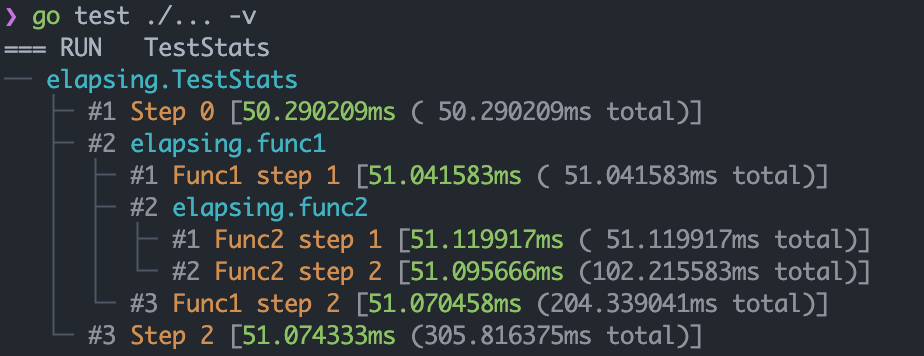 ❯ go test ./... -v
=== RUN   TestStats
── elapsing.TestStats
   ├─ #1 Step 0 [50.290209ms ( 50.290209ms total)]
   ├─ #2 elapsing.func1
   │  ├─ #1 Func1 step 1 [51.041583ms ( 51.041583ms total)]
   │  ├─ #2 elapsing.func2
   │  │  ├─ #1 Func2 step 1 [51.119917ms ( 51.119917ms total)]
   │  │  └─ #2 Func2 step 2 [51.095666ms (102.215583ms total)]
   │  └─ #3 Func1 step 2 [51.070458ms (204.339041ms total)]
   └─ #3 Step 2 [51.074333ms (305.816375ms total)]